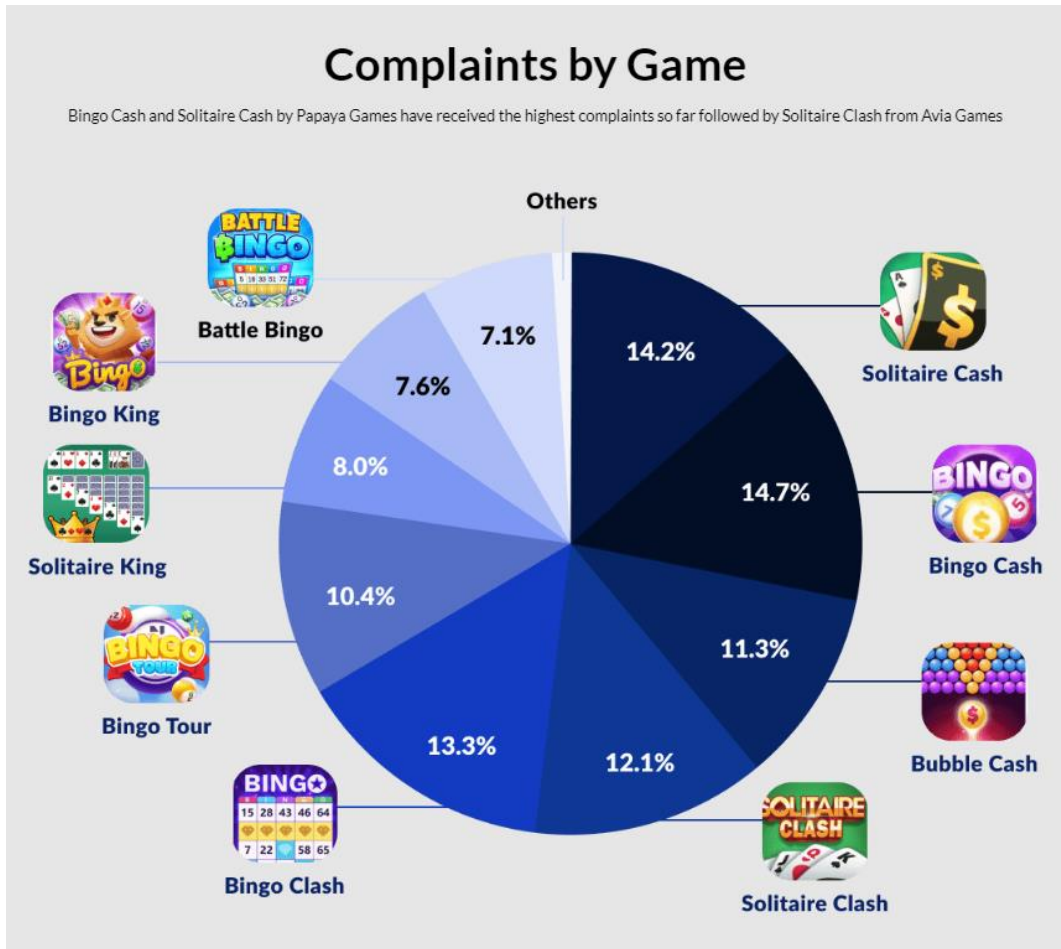 Complaints by Game
Bingo Cash and Solitaire Cash by Papaya Games have received the highest complaints so far followed by Solitaire Clash from Avia Games
Others
BATTLE
BINGO
Battle Bingo
7.1%
14.2%
Solitaire Cash
Bingo
Bingo King
7.6%
8.0%
14.7%
BINGO
Bingo Cash
Solitaire King
10.4%
11.3%
BINGO
TOUR
Bingo Tour
Bubble Cash
13.3%
12.1%
BINGO
15 28 43 46 64
7 22 58 65
Bingo Clash
SOLITAIRE
CLASH
J K
Solitaire Clash